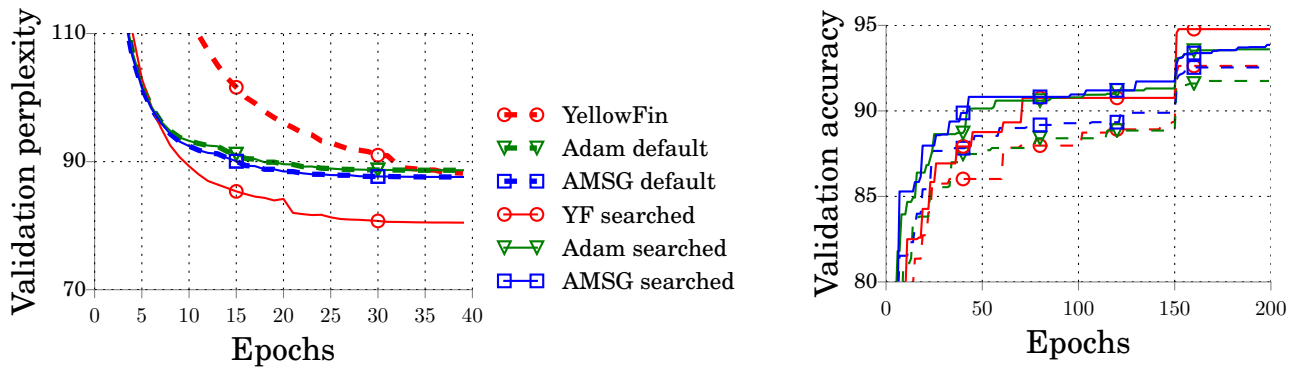 Validation perplexity
110
90
70
0 5 10 15 20 25 30 35 40
Epochs
YellowFin
Adam default
AMSG default
YF searched
Adam searched
AMSG searched
Validation accuracy
95
90
85
80
0 50 100 150 200
Epochs